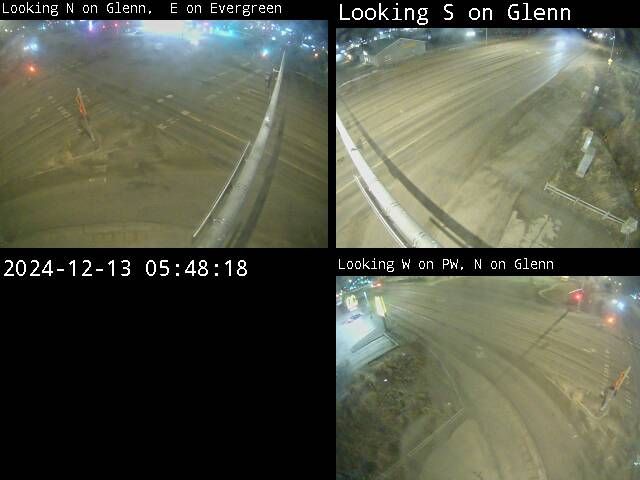 Looking N on Glenn,  E on Evergreen
Looking S on Glenn
2024-12-13 05:48:18
Looking W on PW, N on Glenn